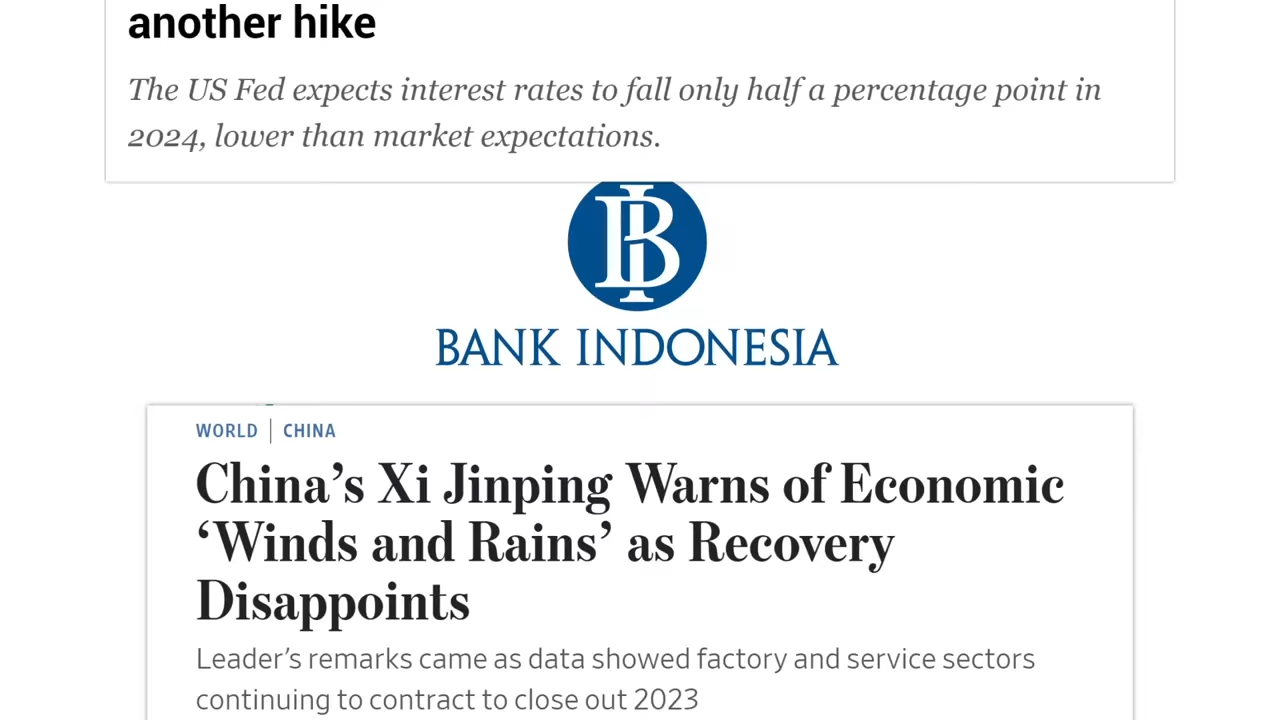 another hike
The US Fed expects interest rates to fall only half a percentage point in
2024, lower than market expectations.
BI
BANK INDONESIA
WORLD | CHINA
China’s Xi Jinping Warns of Economic
‘Winds and Rains’ as Recovery
Disappoints
Leader’s remarks came as data showed factory and service sectors
continuing to contract to close out 2023